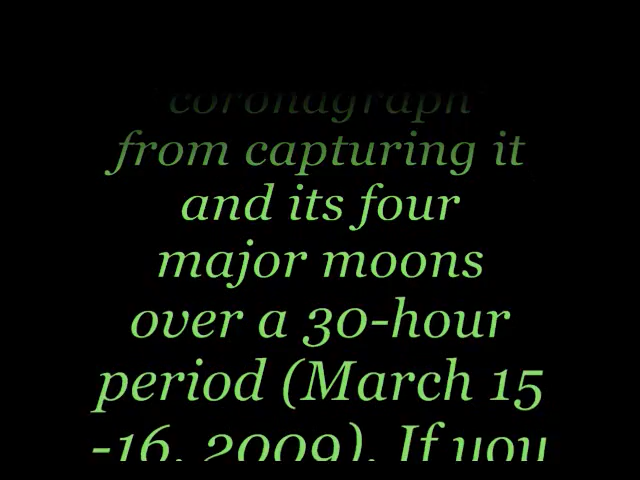 "coronagraph"
from capturing it
and its four
major moons
over a 30-hour
period (March 15
-16, 2009). If you